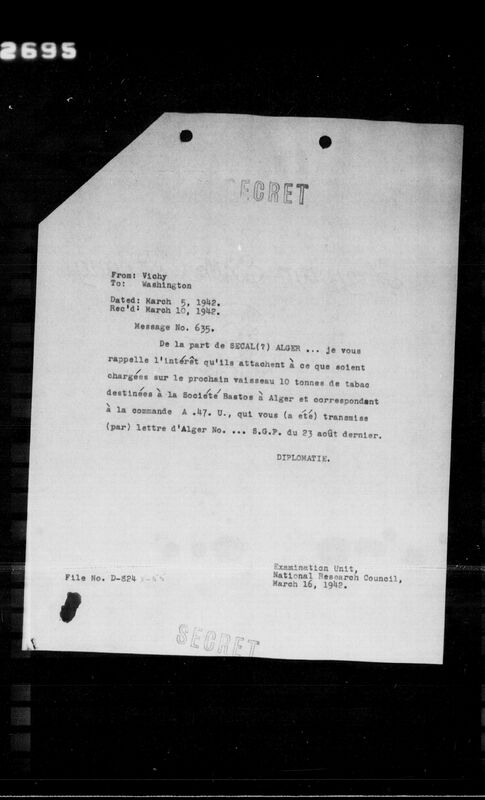 2695
SECRET
From: Vichy
To: Washington
Dated: March 5, 1942.
Rec'd: March 10, 1942.
Message No. 635.
De la part de SECAL(?) ALGER ... je vous
rappelle l'intérêt qu'ils attachent à ce que soient
chargées sur le prochain vaisseau 10 tonnes de tabac
destinées à la Société Bastos à Alger et correspondant
à la commande A .47. U., qui vous (a été) transmise
(par) lettre d'Alger No. ... S.G.P. du 23 août dernier.
DIPLOMATIE.
Examination Unit,
National Research Council,
March 16, 1942.
File No. D-824
SECRET